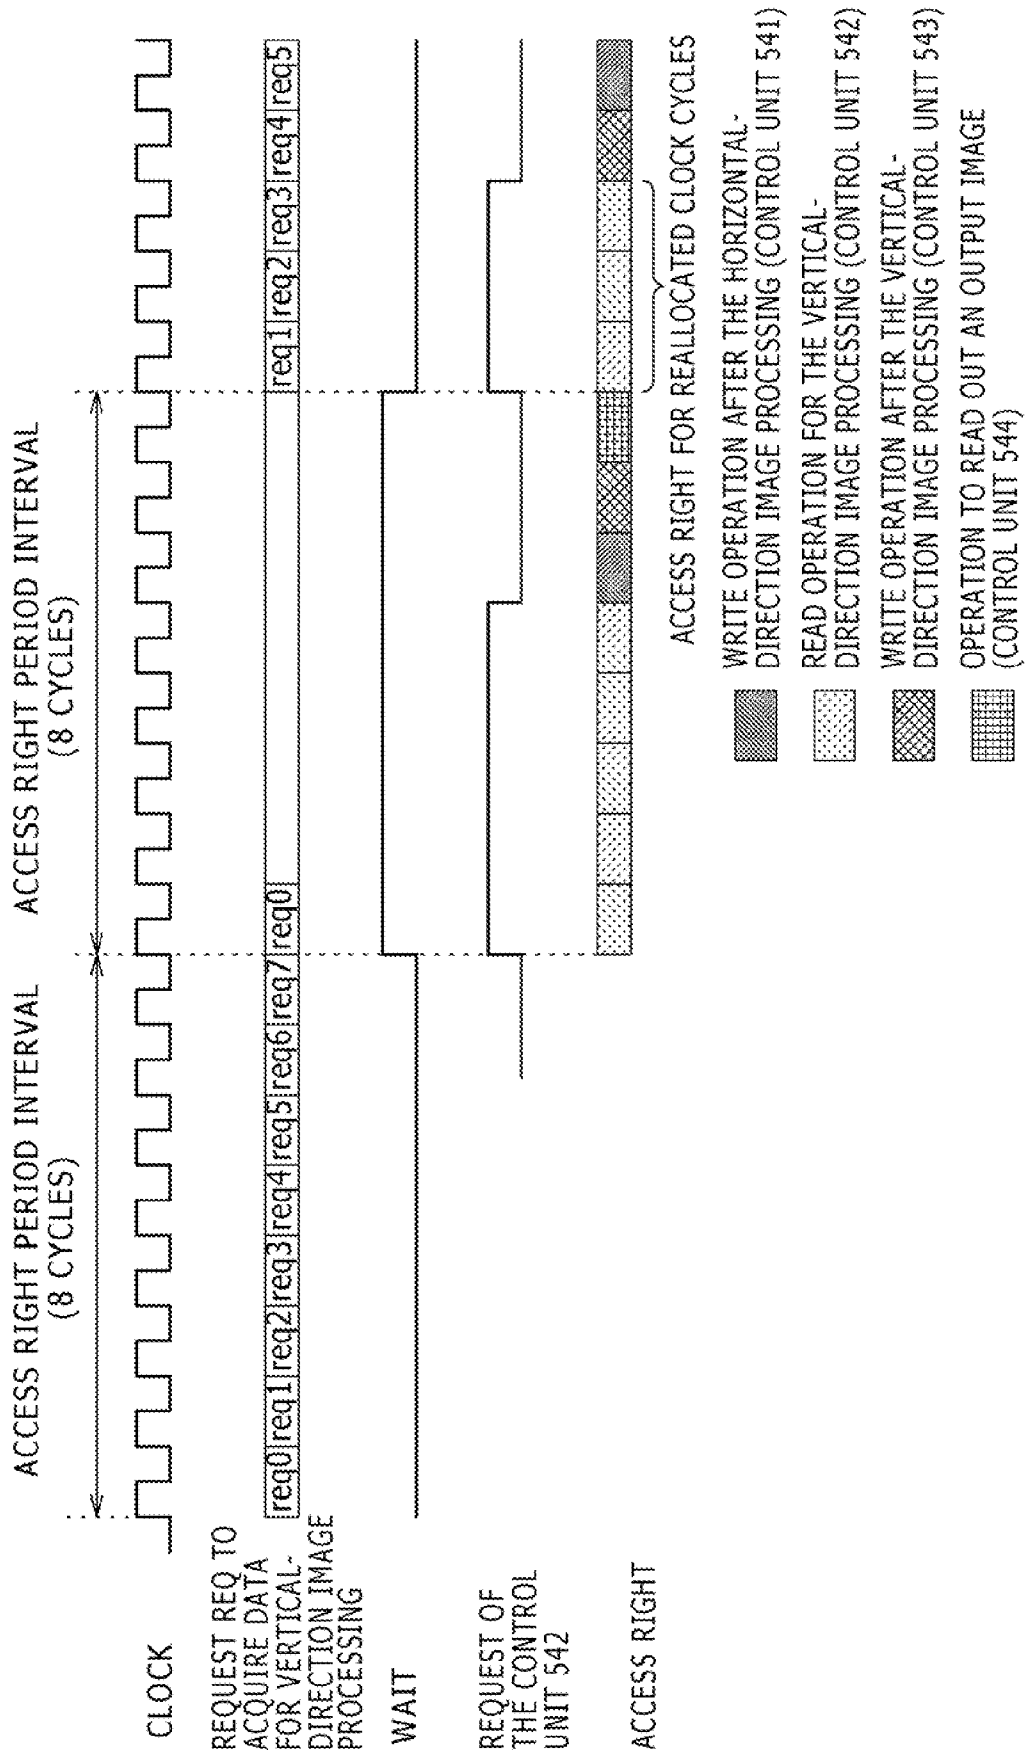 ACCESS RIGHT PERIOD INTERVAL
(8 CYCLES)
ACCESS RIGHT PERIOD INTERVAL
(8 CYCLES)
CLOCK
REQUEST REQ TO
ACQUIRE DATA
FOR VERTICAL-
DIRECTION IMAGE
PROCESSING
req0 req1 req2 req3 req4 req5 req6 req7 req0 req1 req2 req3 req4 req5
WAIT
REQUEST OF
THE CONTROL
UNIT 542
ACCESS RIGHT
ACCESS RIGHT FOR REALLOCATED CLOCK CYCLES
WRITE OPERATION AFTER THE HORIZONTAL-
DIRECTION IMAGE PROCESSING (CONTROL UNIT 541)
READ OPERATION FOR THE VERTICAL-
DIRECTION IMAGE PROCESSING (CONTROL UNIT 542)
WRITE OPERATION AFTER THE VERTICAL-
DIRECTION IMAGE PROCESSING (CONTROL UNIT 543)
OPERATION TO READ OUT AN OUTPUT IMAGE
(CONTROL UNIT 544)